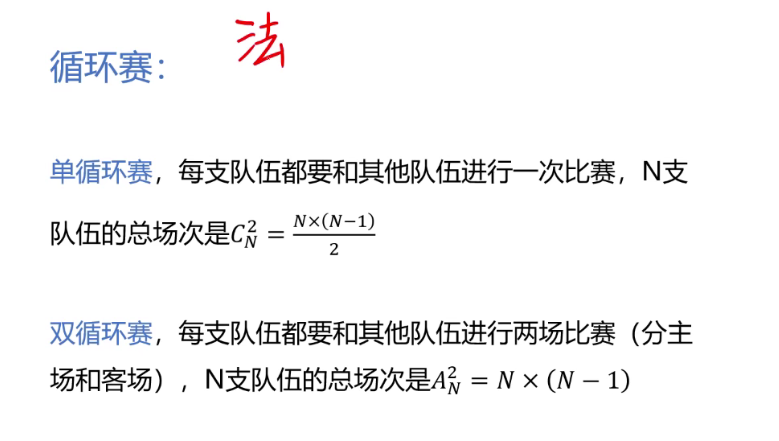 法
循环赛：
单循环赛，每支队伍都要和其他队伍进行一次比赛，N支
队伍的总场次是$C_N^2 = \frac{N×(N−1)}{2}$
双循环赛，每支队伍都要和其他队伍进行两场比赛（分主
场和客场），N支队伍的总场次是$A_N^2 = N × (N − 1)$